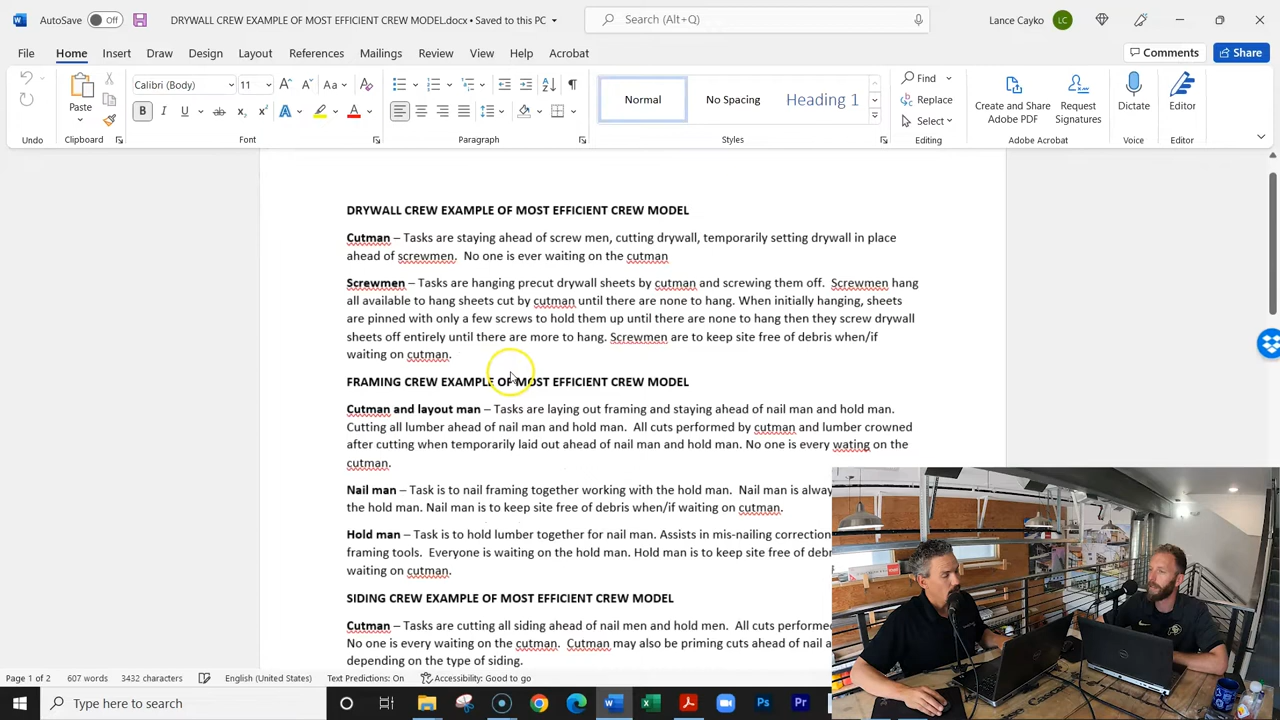 AutoSave Off DRYWALL CREW EXAMPLE OF MOST EFFICIENT CREW MODEL.docx • Saved to this PC Search (Alt+Q) Lance Cayko LC
File Home Insert Draw Design Layout References Mailings Review View Help Acrobat Comments Share
Paste Calibri (Body) 11 Normal No Spacing Heading 1 Find Replace Select Create and Share Adobe PDF Request Signatures Dictate Editor
Undo Clipboard Font Paragraph Styles Editing Adobe Acrobat Voice Editor
DRYWALL CREW EXAMPLE OF MOST EFFICIENT CREW MODEL
Cutman – Tasks are staying ahead of screw men, cutting drywall, temporarily setting drywall in place
ahead of screwmen. No one is ever waiting on the cutman
Screwmen – Tasks are hanging precut drywall sheets by cutman and screwing them off. Screwmen hang
all available to hang sheets cut by cutman until there are none to hang. When initially hanging, sheets
are pinned with only a few screws to hold them up until there are none to hang then they screw drywall
sheets off entirely until there are more to hang. Screwmen are to keep site free of debris when/if
waiting on cutman.
FRAMING CREW EXAMPLE OF MOST EFFICIENT CREW MODEL
Cutman and layout man – Tasks are laying out framing and staying ahead of nail man and hold man.
Cutting all lumber ahead of nail man and hold man. All cuts performed by cutman and lumber crowned
after cutting when temporarily laid out ahead of nail man and hold man. No one is every wating on the
cutman.
Nail man – Task is to nail framing together working with the hold man. Nail man is
the hold man. Nail man is to keep site free of debris when/if waiting on cutman.
Hold man – Task is to hold lumber together for nail man. Assists in mis-nailing
framing tools. Everyone is waiting on the hold man. Hold man is to keep site free of
waiting on cutman.
SIDING CREW EXAMPLE OF MOST EFFICIENT CREW MODEL
Cutman – Tasks are cutting all siding ahead of nail men and hold men. All cuts
No one is every waiting on the cutman. Cutman may also be priming cuts ahead of nail
depending on the type of siding.
Page 1 of 2 607 words 3432 characters English (United States) Text Predictions: On Accessibility: Good to go
Type here to search